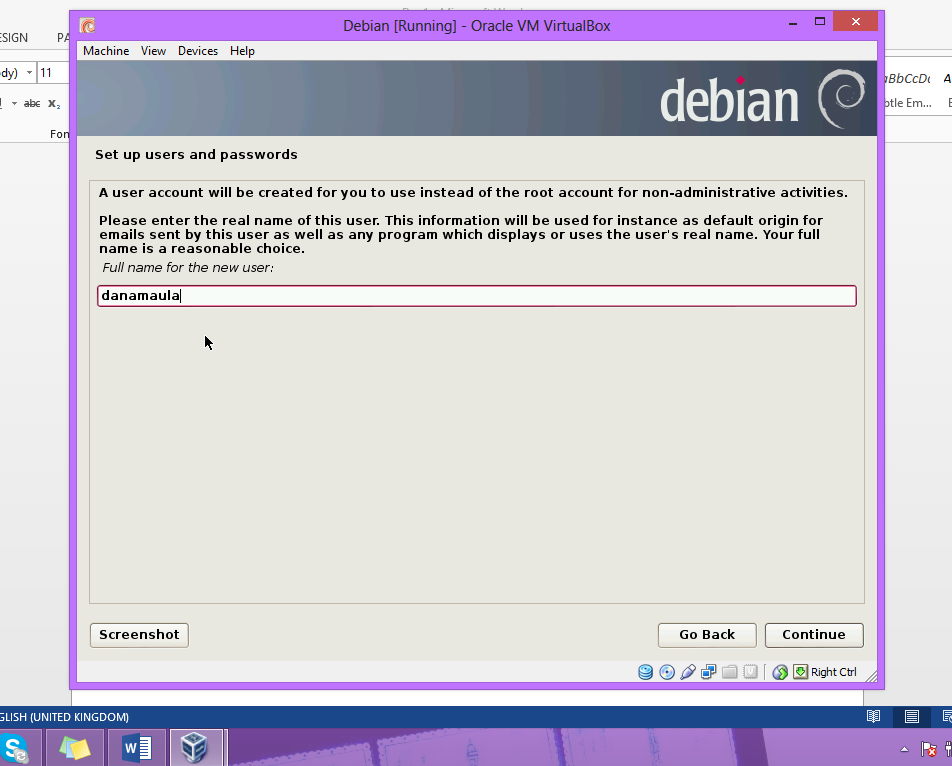 Debian [Running] - Oracle VM VirtualBox
ESIGN
Machine View Devices Help
dy) 11
abc X₂
debian
Set up users and passwords
A user account will be created for you to use instead of the root account for non-administrative activities.
Please enter the real name of this user. This information will be used for instance as default origin for
emails sent by this user as well as any program which displays or uses the user's real name. Your full
name is a reasonable choice.
Full name for the new user:
danamaula
Screenshot
Go Back
Continue
Right Ctrl
GLISH (UNITED KINGDOM)